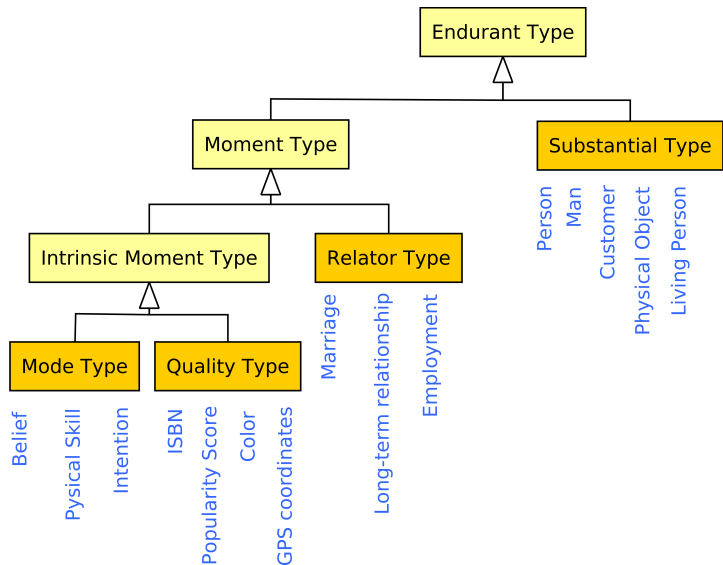 Endurant Type
Moment Type
Substantial Type
Person
Man
Customer
Physical Object
Living Person
Intrinsic Moment Type
Relator Type
Marriage
Long-term relationship
Employment
Mode Type
Quality Type
Belief
Pysical Skill
Intention
ISBN
Popularity Score
Color
GPS coordinates